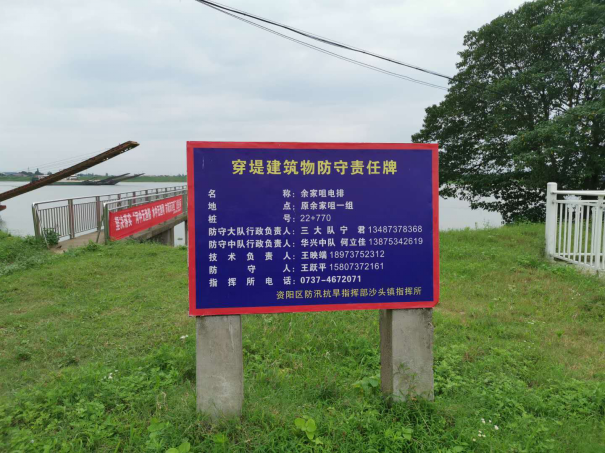 穿堤建筑物防守责任牌
名称：余家咀电排
地点：原余家咀一组
桩号：22+770
防守大队行政负责人：三大队 宁君 13487378368
防守中队行政负责人：华兴中队 何立佳 13875342619
技术负责：王映嵎 18973752312
防守人：王跃平 15807372161
指挥所电话：0737-4672071
资阳区防汛抗旱指挥部沙头镇指挥所